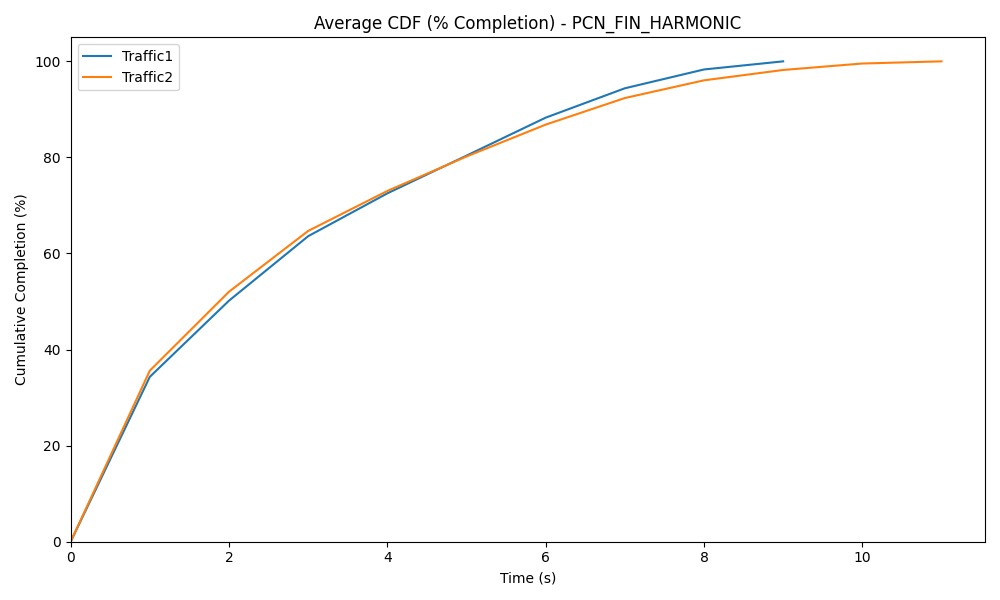 Average CDF (% Completion) - PCN_FIN_HARMONIC
Traffic1
Traffic2
Cumulative Completion (%)
100
80
60
40
20
0
0 2 4 6 8 10
Time (s)